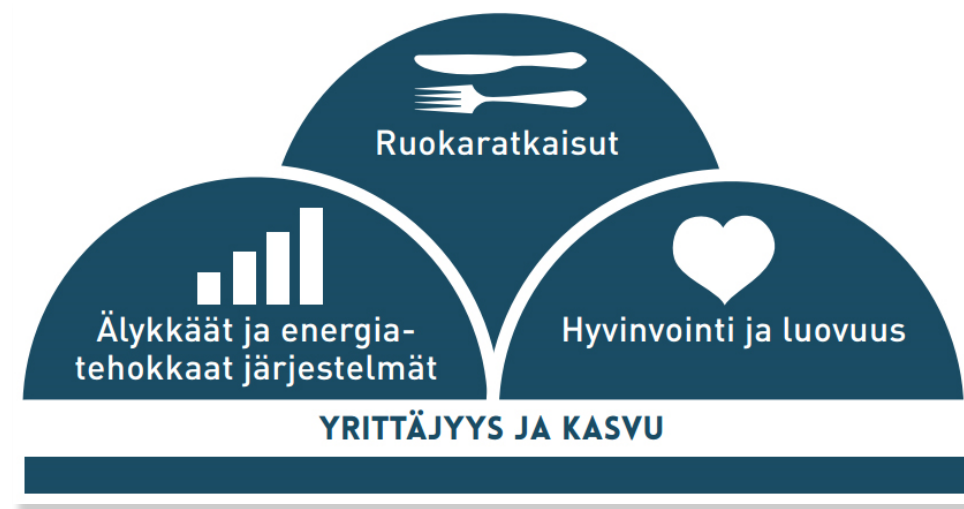 Ruokaratkaisut
Älykkäät ja energia-
tehokkaat järjestelmät
Hyvinvointi ja luovuus
YRITTÄJYYS JA KASVU